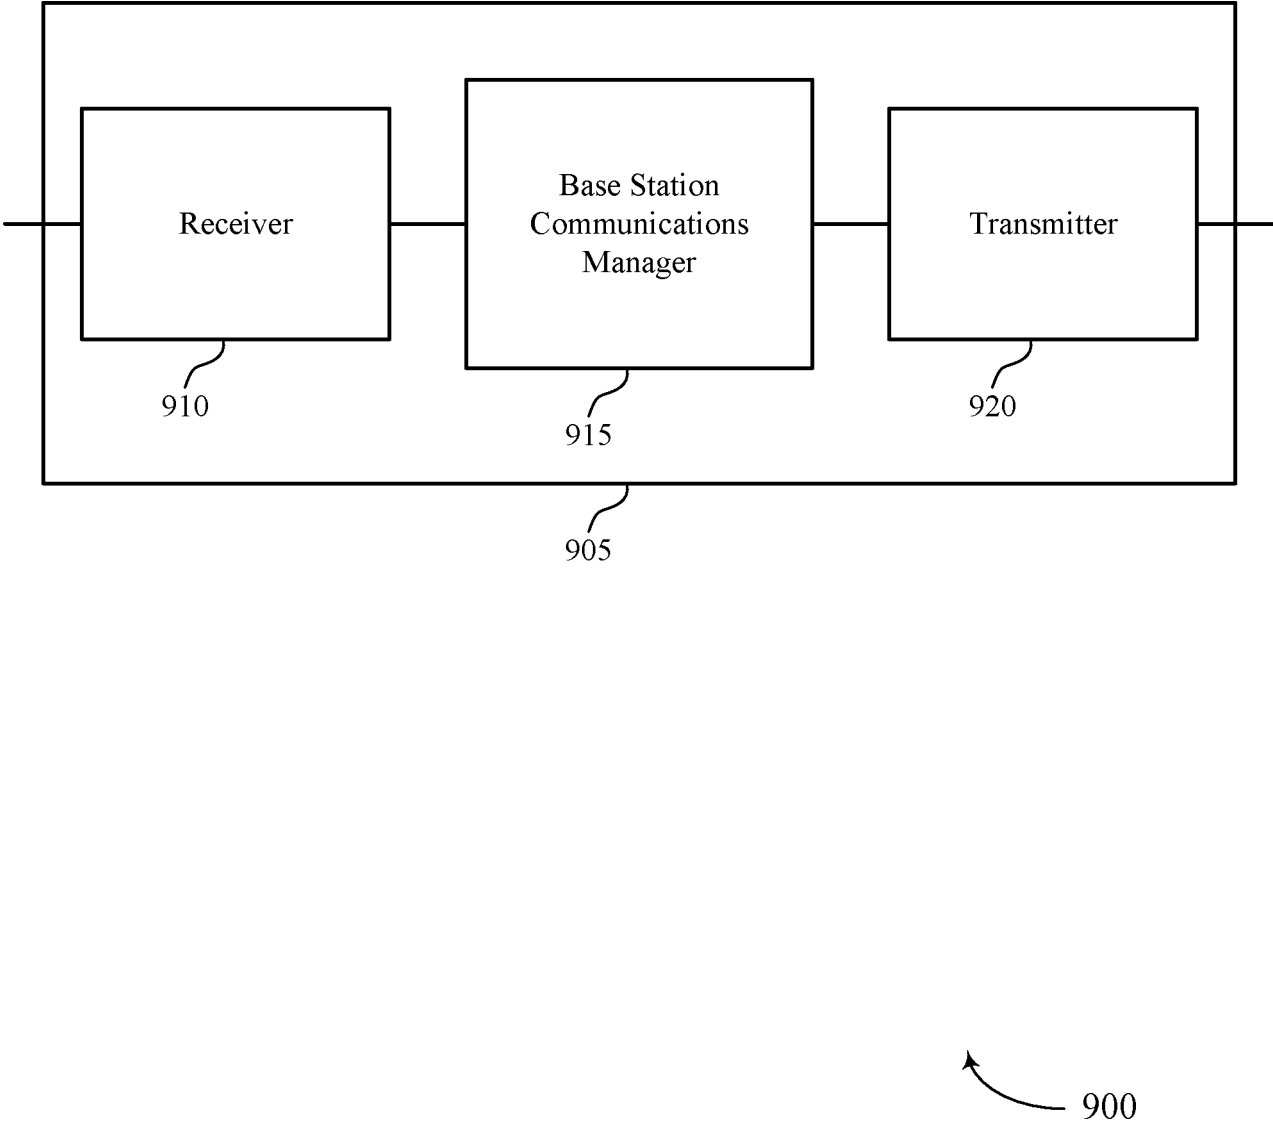 Receiver
Base Station
Communications
Manager
Transmitter
910
915
920
905
900